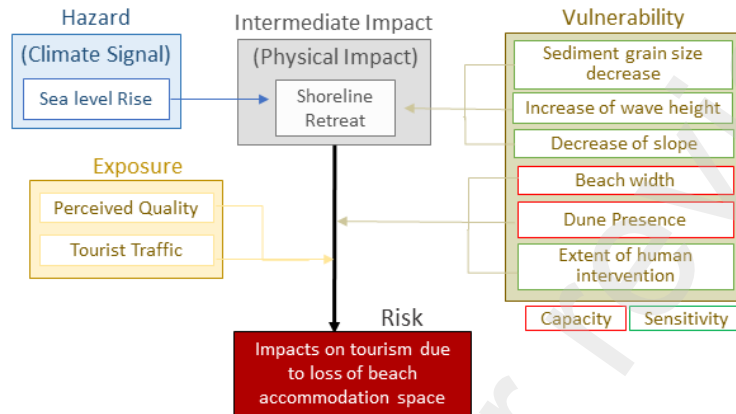 Hazard
(Climate Signal)
Sea level Rise
Intermediate Impact
(Physical Impact)
Shoreline
Retreat
Vulnerability
Sediment grain size
decrease
Increase of wave height
Decrease of slope
Beach width
Dune Presence
Extent of human
intervention
Capacity
Sensitivity
Exposure
Perceived Quality
Tourist Traffic
Risk
Impacts on tourism due
to loss of beach
accommodation space